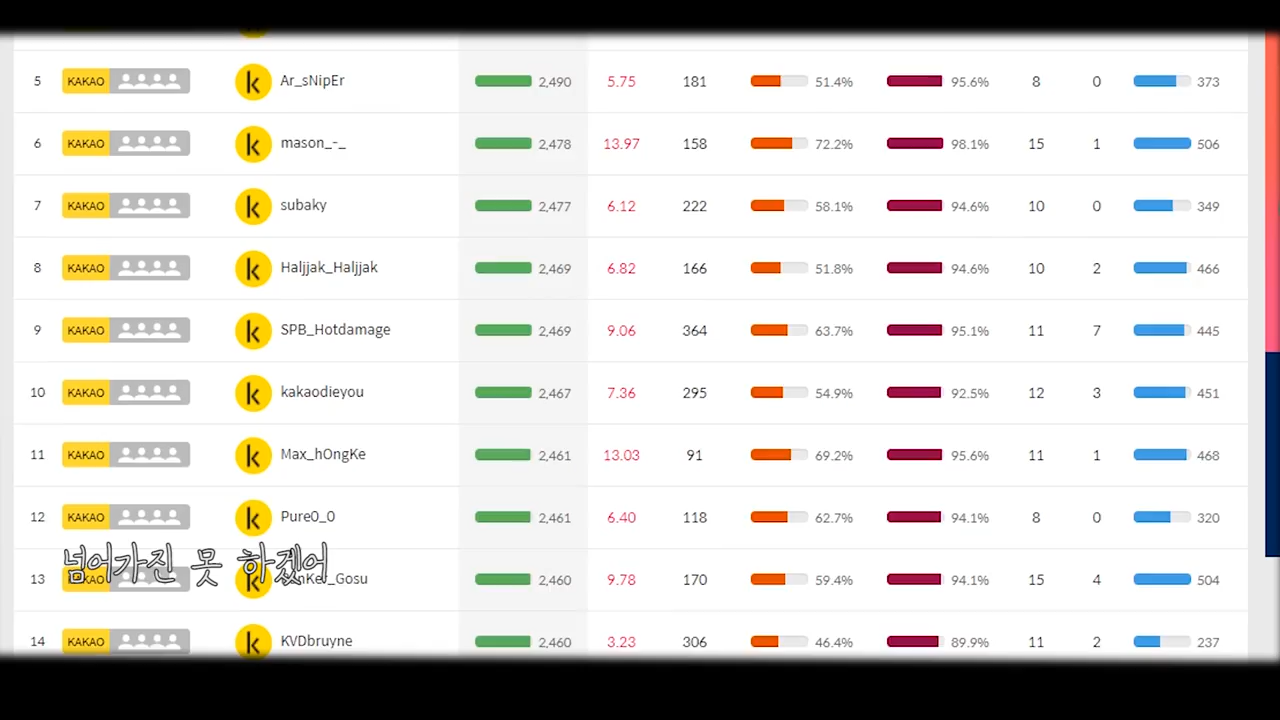 5 KAKAO k Ar_sNipEr 2,490 5.75 181 51.4% 95.6% 8 0 373
6 KAKAO k mason_-_ 2,478 13.97 158 72.2% 98.1% 15 1 506
7 KAKAO k subaky 2,477 6.12 222 58.1% 94.6% 10 0 349
8 KAKAO k Haljjak_Haljjak 2,469 6.82 166 51.8% 94.6% 10 2 466
9 KAKAO k SPB_Hotdamage 2,469 9.06 364 63.7% 95.1% 11 7 445
10 KAKAO k kakaodieyou 2,467 7.36 295 54.9% 92.5% 12 3 451
11 KAKAO k Max_hOngKe 2,461 13.03 91 69.2% 95.6% 11 1 468
12 KAKAO k Pure0_0 2,461 6.40 118 62.7% 94.1% 8 0 320
넘어가진 못 하겠어
13 KAKAO k 2,460 9.78 170 59.4% 94.1% 15 4 504
14 KAKAO k KVDbruyne 2,460 3.23 306 46.4% 89.9% 11 2 237